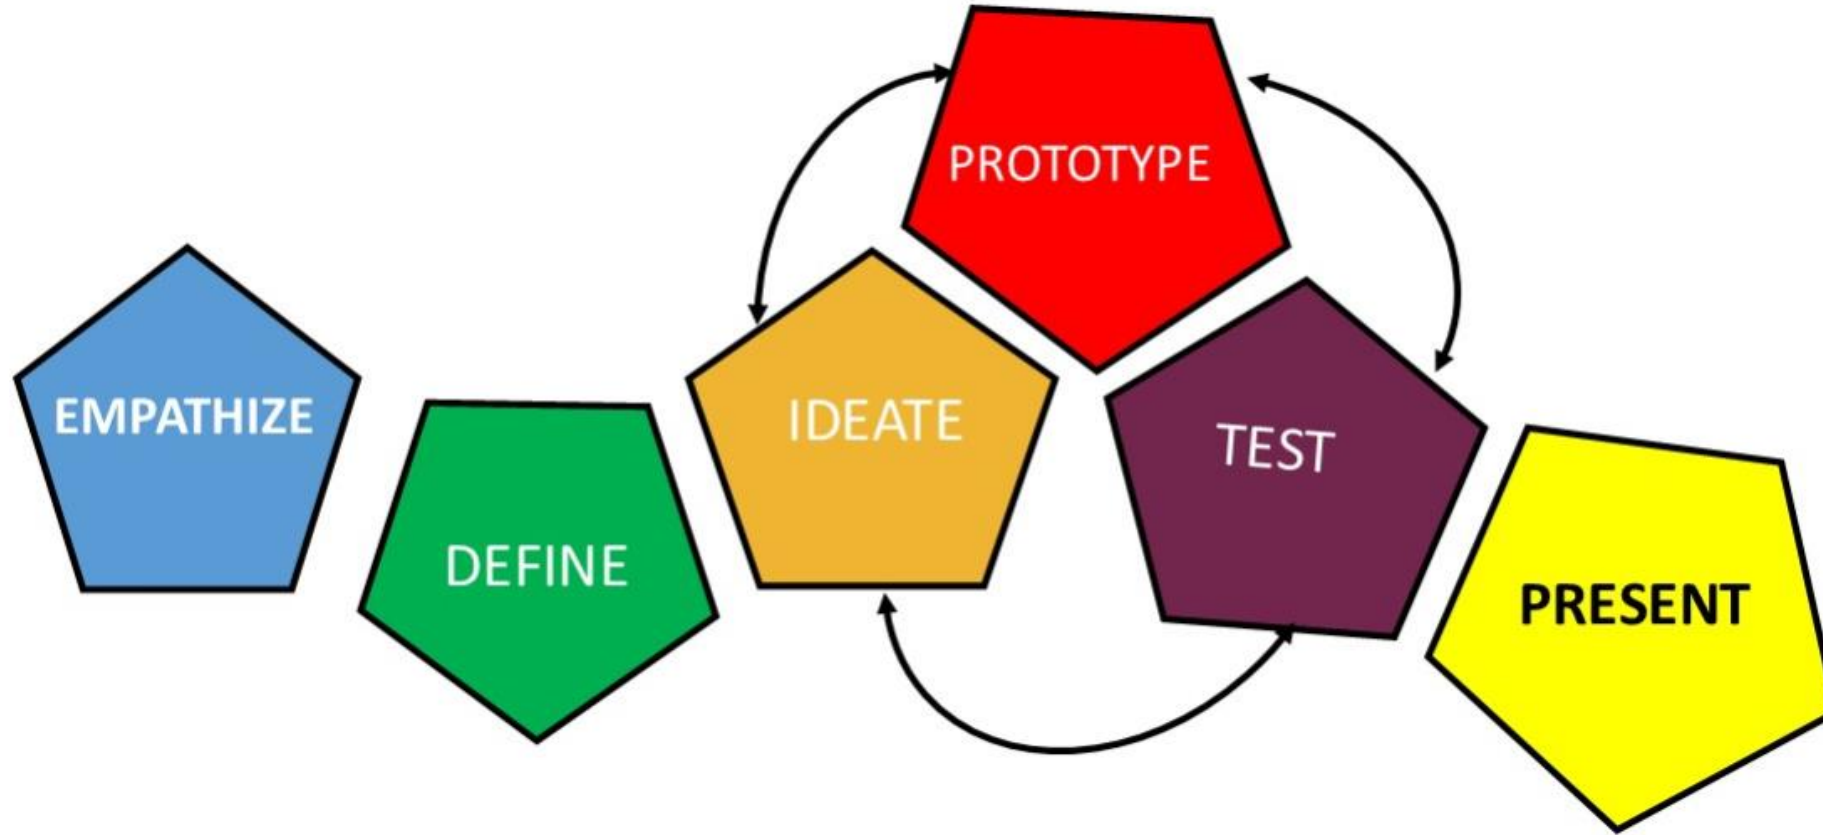 EMPATHIZE
DEFINE
IDEATE
PROTOTYPE
TEST
PRESENT